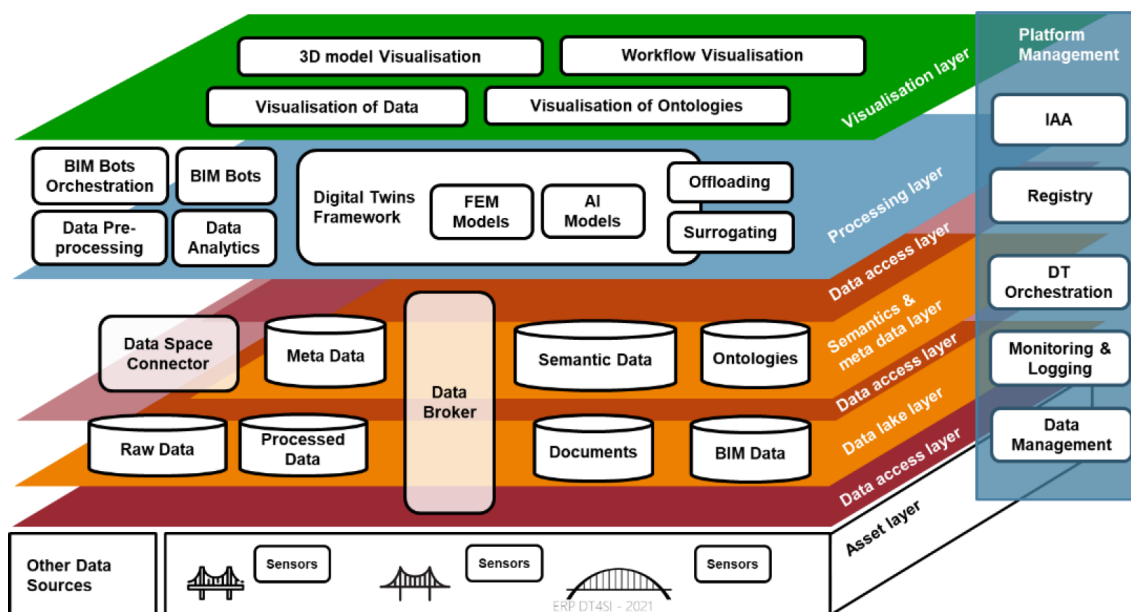 3D model Visualisation
Workflow Visualisation
Visualisation of Data
Visualisation of Ontologies
Visualisation layer
Platform
Management
IAA
Registry
DT
Orchestration
Monitoring &
Logging
Data
Management
BIM Bots
Orchestration
BIM Bots
Data Pre-
processing
Data
Analytics
Digital Twins
Framework
FEM
Models
AI
Models
Offloading
Surrogating
Processing layer
Data access layer
Data Space
Connector
Meta Data
Data
Broker
Semantic Data
Ontologies
Semantics &
meta data layer
Data access layer
Raw Data
Processed
Data
Documents
BIM Data
Data lake layer
Data access layer
Other Data
Sources
Sensors
Sensors
Sensors
Asset layer
ERP DT4SI - 2021